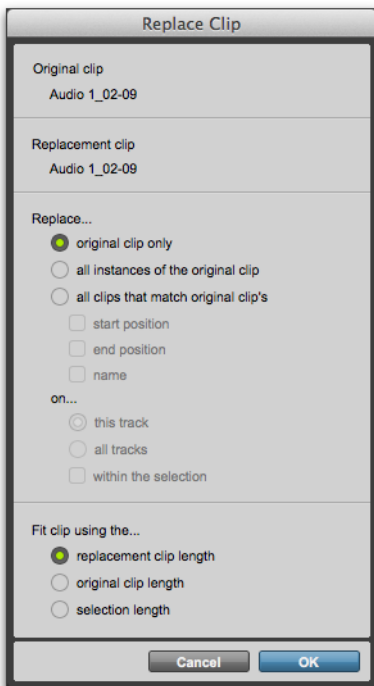 Replace Clip
Original clip
Audio 1_02-09
Replacement clip
Audio 1_02-09
Replace...
original clip only
all instances of the original clip
all clips that match original clip's
start position
end position
name
on...
this track
all tracks
within the selection
Fit clip using the...
replacement clip length
original clip length
selection length
Cancel OK